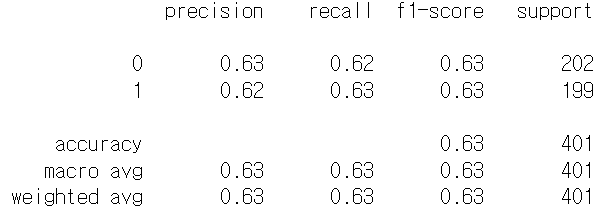 precision recall f1-score support
0 0.63 0.62 0.63 202
1 0.62 0.63 0.63 199
accuracy 0.63 401
macro avg 0.63 0.63 0.63 401
weighted avg 0.63 0.63 0.63 401